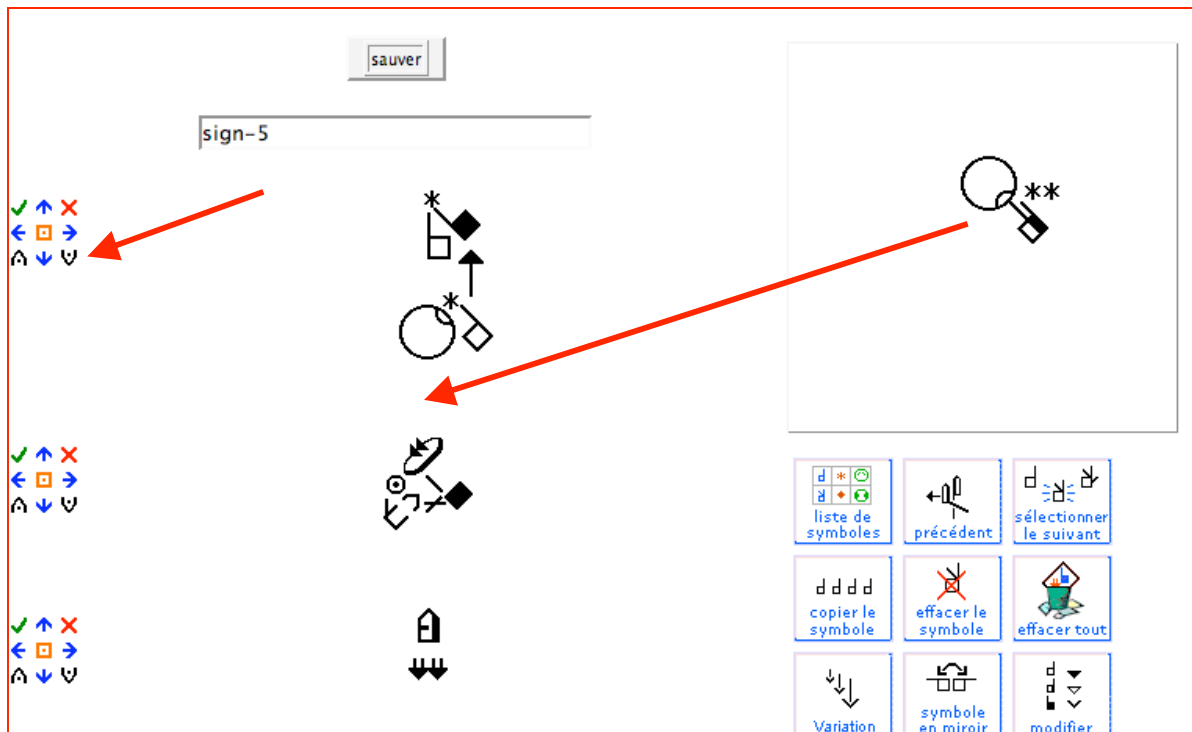 sauver
sign-5
liste de
symboles
précédent
sélectionner
le suivant
copier le
symbole
effacer le
symbole
effacer tout
Variation
symbole
en miroir
modifier